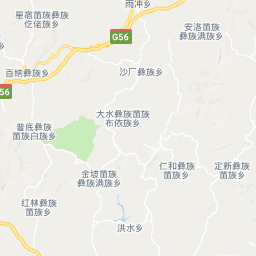 雨冲乡
星宿苗族彝族
仡佬族乡
安洛苗族
彝族满族乡
G56
百纳彝族乡
沙厂彝族乡
56
大水彝族苗族
布依族乡
普底彝族
苗族白族乡
仁和彝族
苗族乡
定新彝族
苗族乡
金坡苗族
彝族满族乡
红林彝族
苗族乡
洪水乡